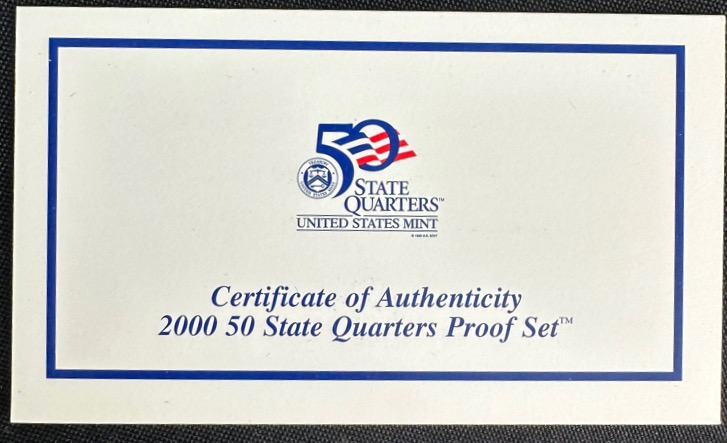 50
STATE
QUARTERS™
UNITED STATES MINT
Certificate of Authenticity
2000 50 State Quarters Proof Set™